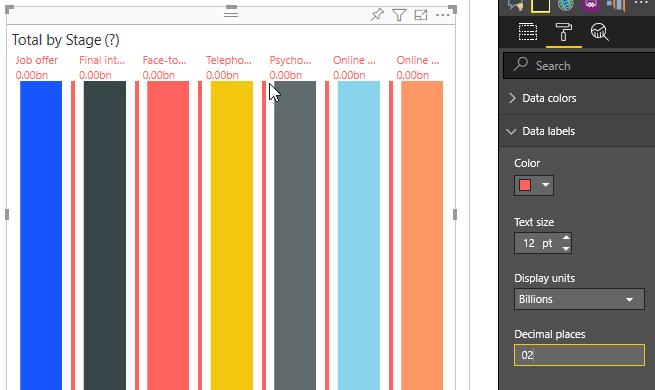 Total by Stage (?)
Job offer Final int... Face-to... Telepho... Psycho... Online ... Online ...
0.00bn 0.00bn 0.00bn 0.00bn 0.00bn 0.00bn 0.00bn
Search
Data colors
Data labels
Color
Text size
12 pt
Display units
Billions
Decimal places
02